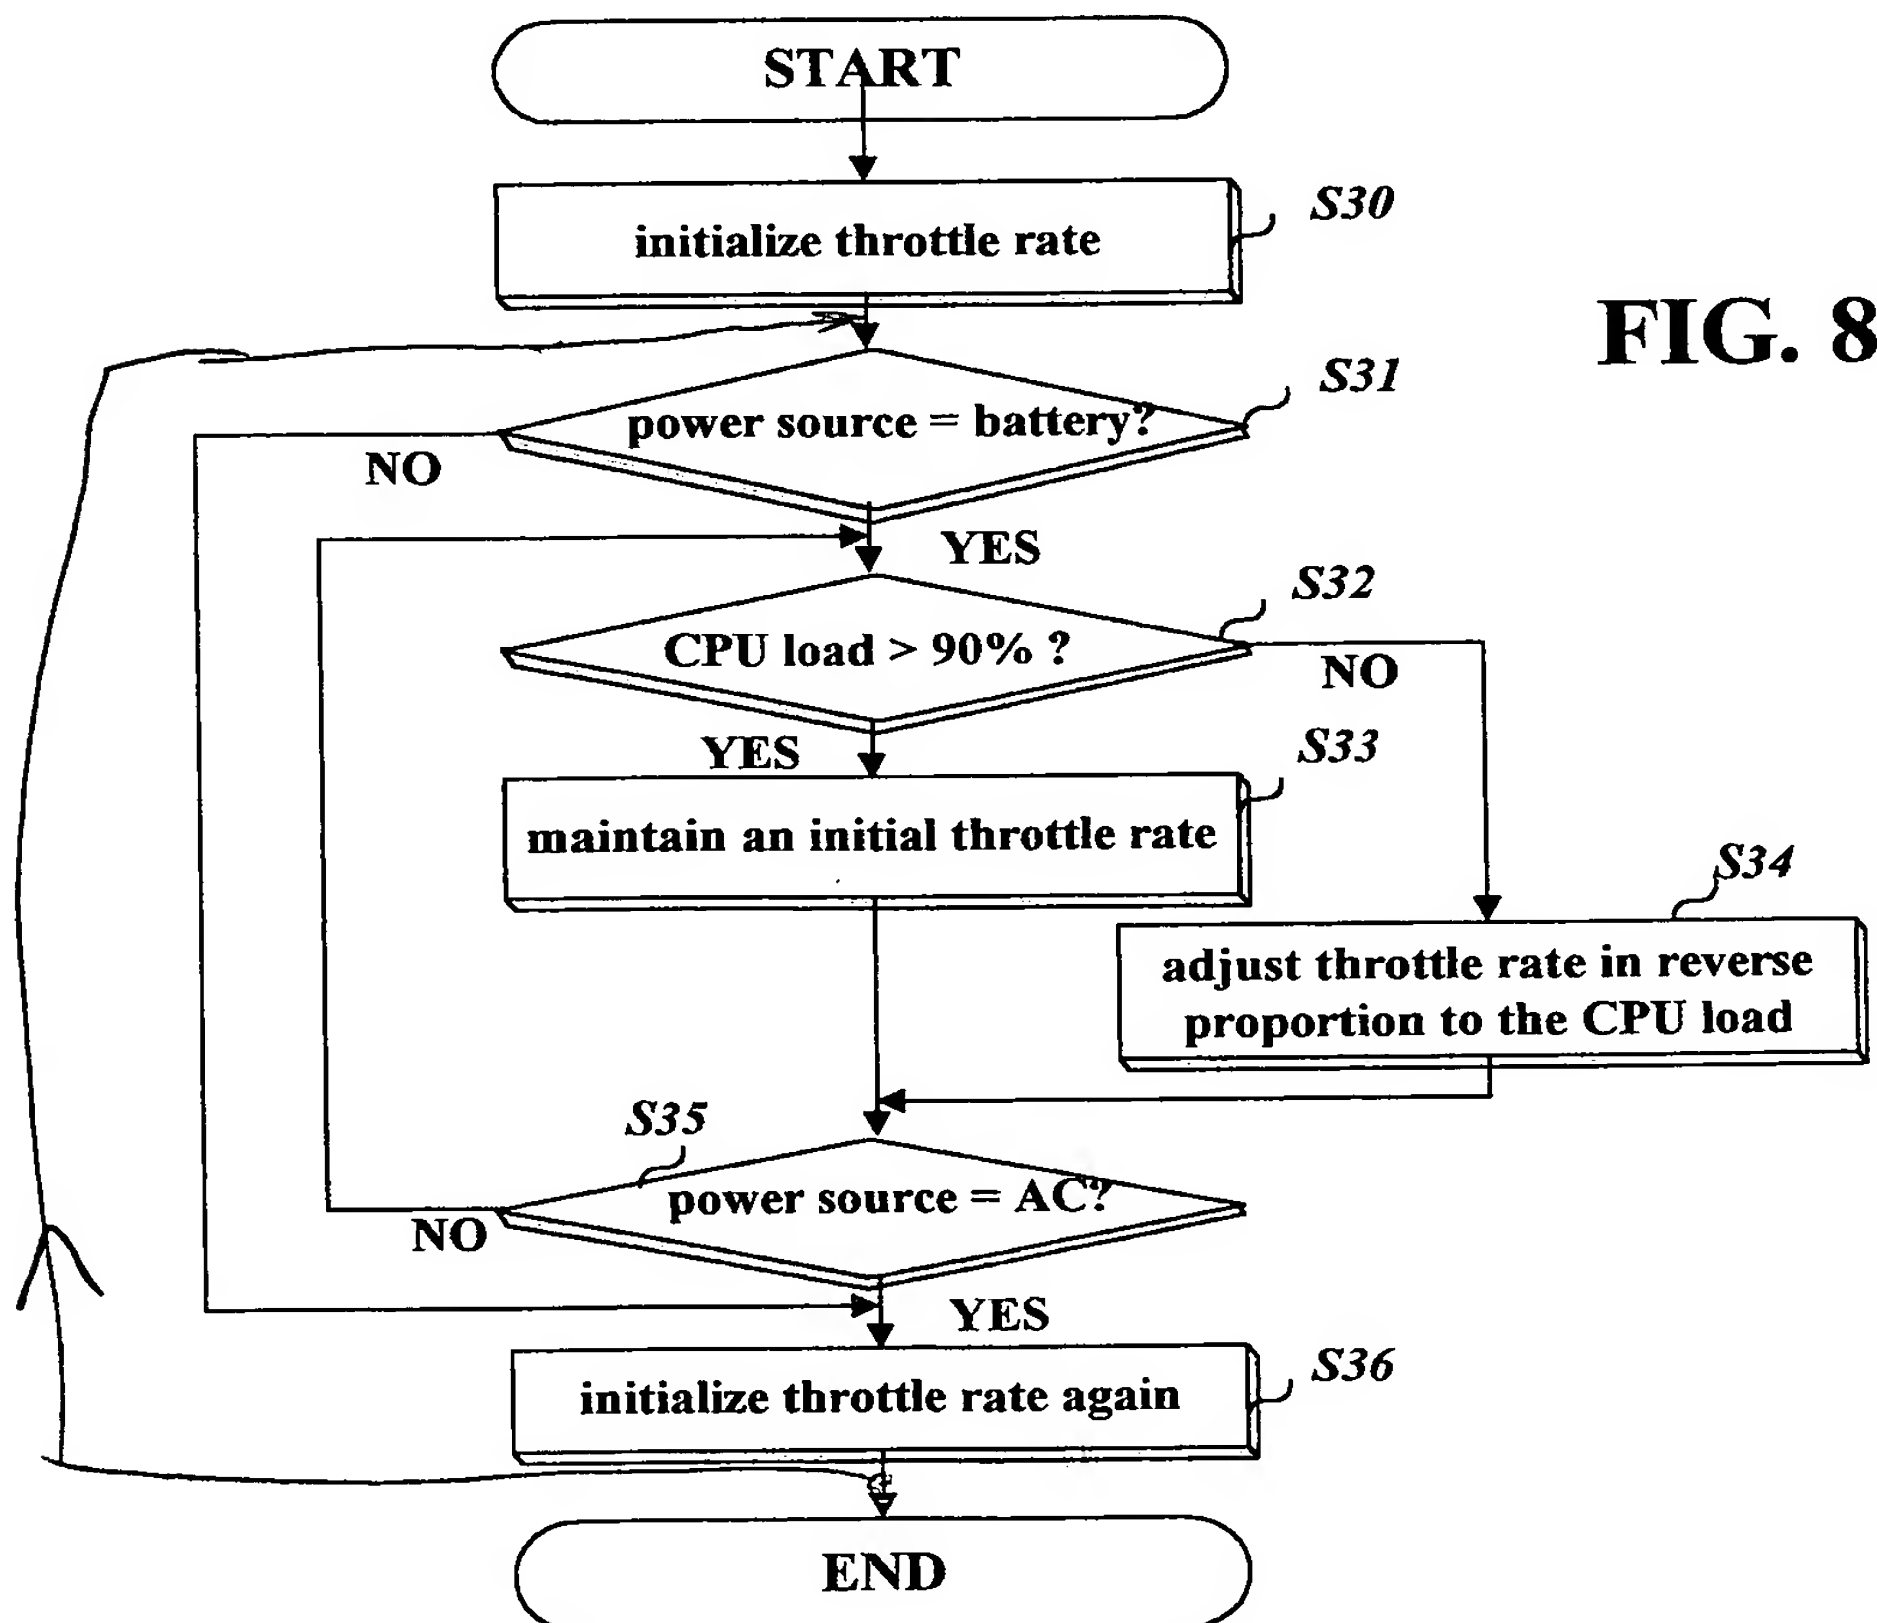 START
initialize throttle rate
S30
FIG. 8
power source = battery?
S31
NO
YES
CPU load > 90% ?
S32
NO
YES
S33
maintain an initial throttle rate
S34
adjust throttle rate in reverse
proportion to the CPU load
S35
power source = AC?
NO
YES
initialize throttle rate again
S36
END